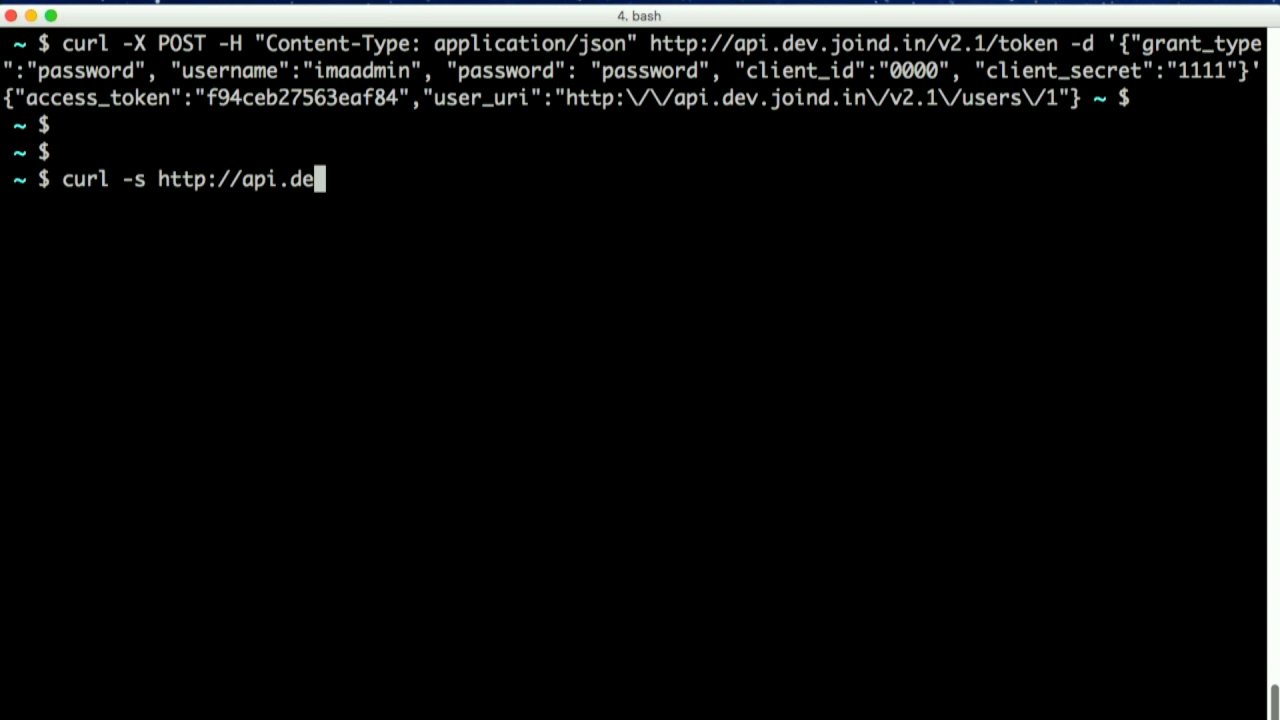 4. bash
~ $ curl -X POST -H "Content-Type: application/json" http://api.dev.joind.in/v2.1/token -d '{"grant_type
":"password", "username":"imaadmin", "password": "password", "client_id":"0000", "client_secret":"1111"}'
{"access_token":"f94ceb27563eaf84","user_uri":"http:\/\/api.dev.joind.in\/v2.1\/users\/1"} ~ $
~ $
~ $
~ $ curl -s http://api.de